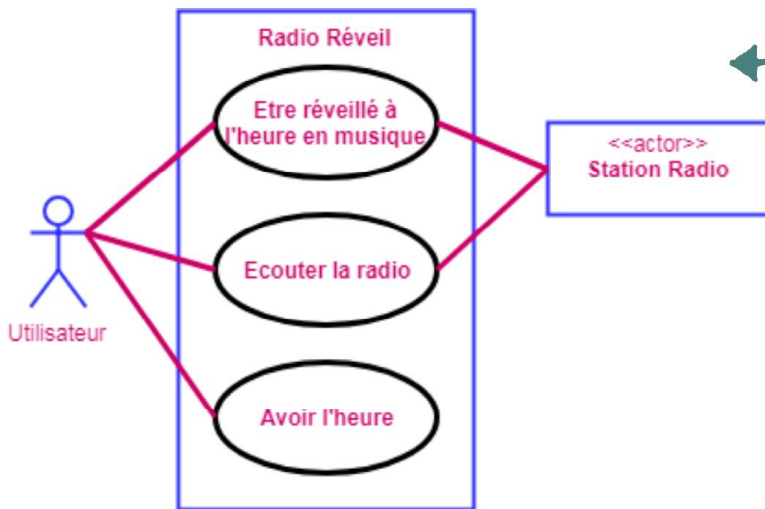 Radio Réveil
Etre réveillé à
l'heure en musique
<<actor>>
Station Radio
Ecouter la radio
Utilisateur
Avoir l'heure